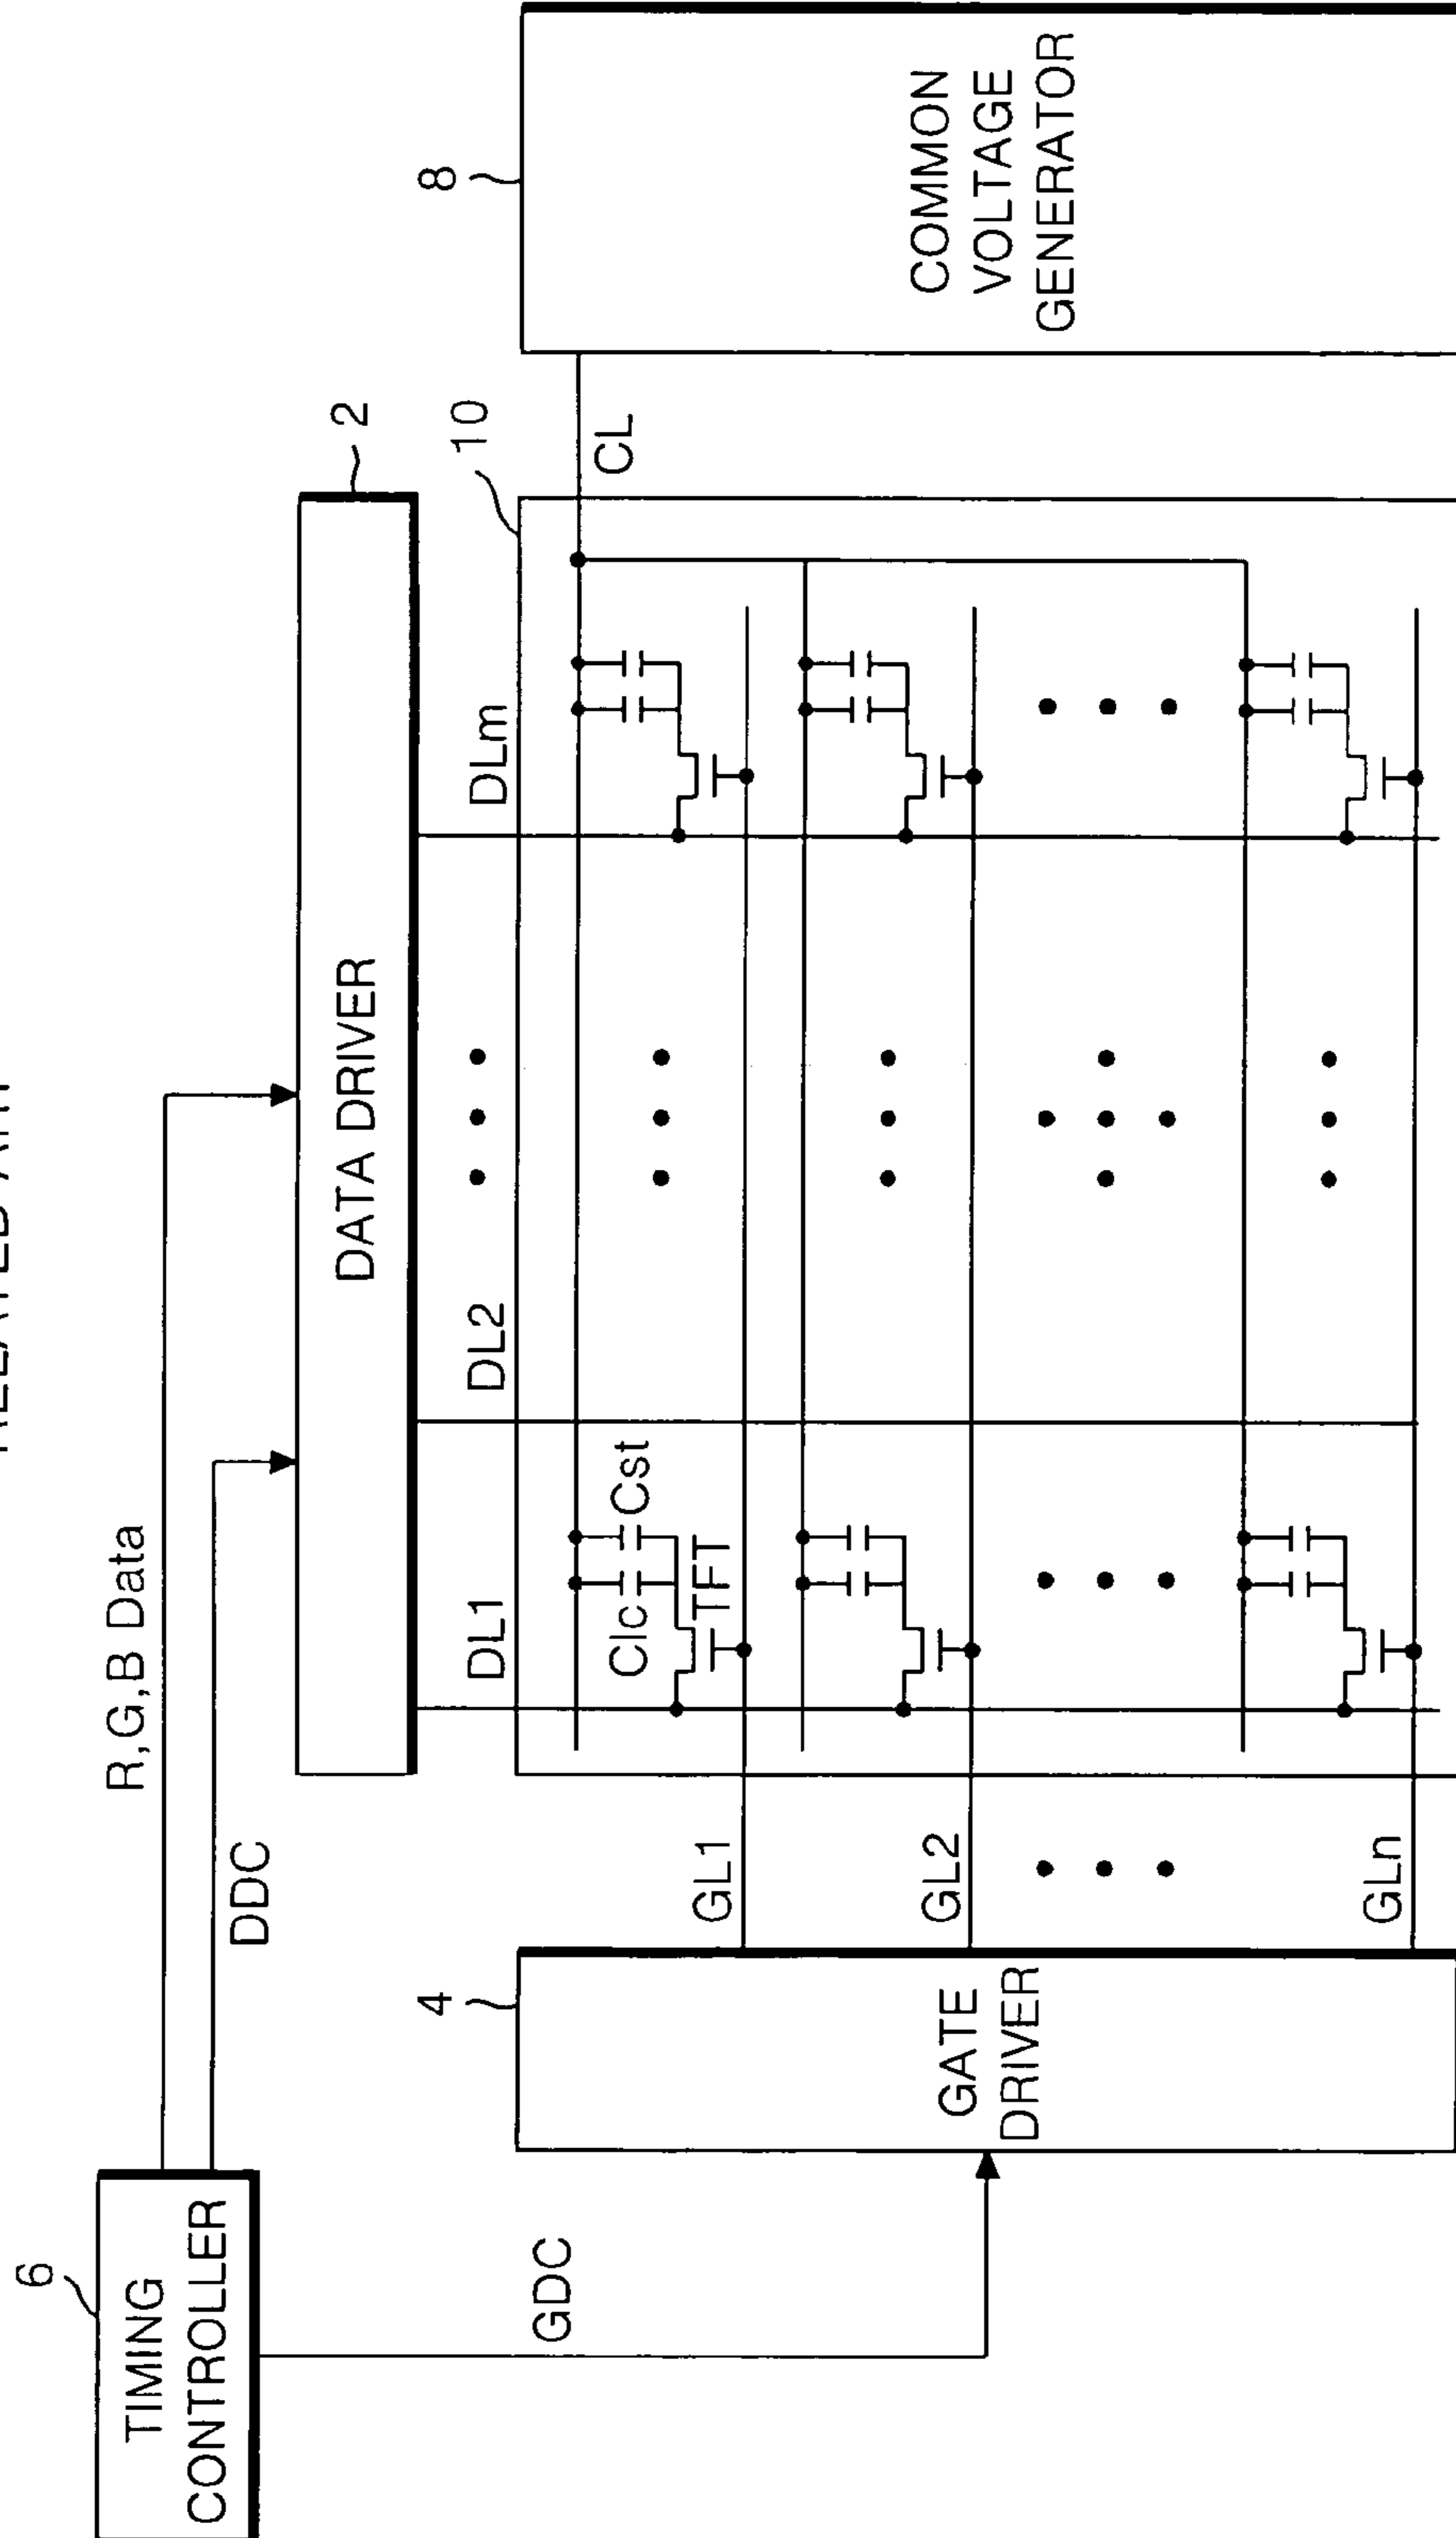 RELATED ART
6
TIMING
CONTROLLER
R,G,B Data
DDC
DATA DRIVER
2
GDC
4
GATE
DRIVER
DL1
DL2
DLm
10
8
CL
COMMON
VOLTAGE
GENERATOR
Clc
Cst
TFT
GL1
GL2
GLn